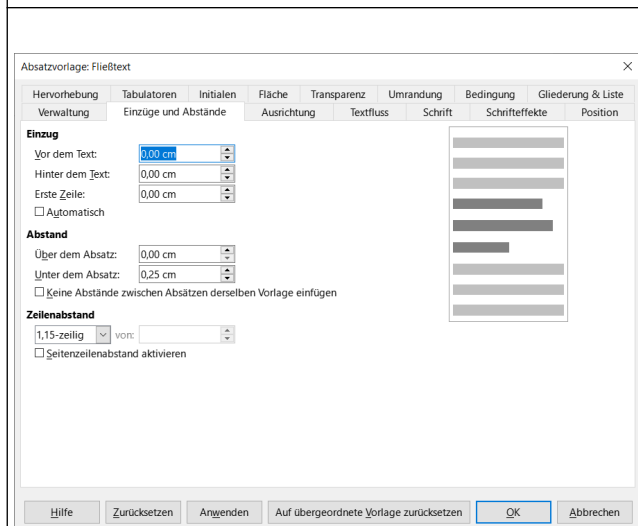 Absatzvorlage: Fließtext
Hervorhebung Tabulatoren Initialen Fläche Transparenz Umrandung Bedingung Gliederung & Liste
Verwaltung Einzüge und Abstände Ausrichtung Textfluss Schrift Schrifteffekte Position
Einzug
Vor dem Text: 0,00 cm
Hinter dem Text: 0,00 cm
Erste Zeile: 0,00 cm
Automatisch
Abstand
Über dem Absatz: 0,00 cm
Unter dem Absatz: 0,25 cm
Keine Abstände zwischen Absätzen derselben Vorlage einfügen
Zeilenabstand
1,15-zeilig von:
Seitenzeilenabstand aktivieren
Hilfe Zurücksetzen Anwenden Auf übergeordnete Vorlage zurücksetzen OK Abbrechen